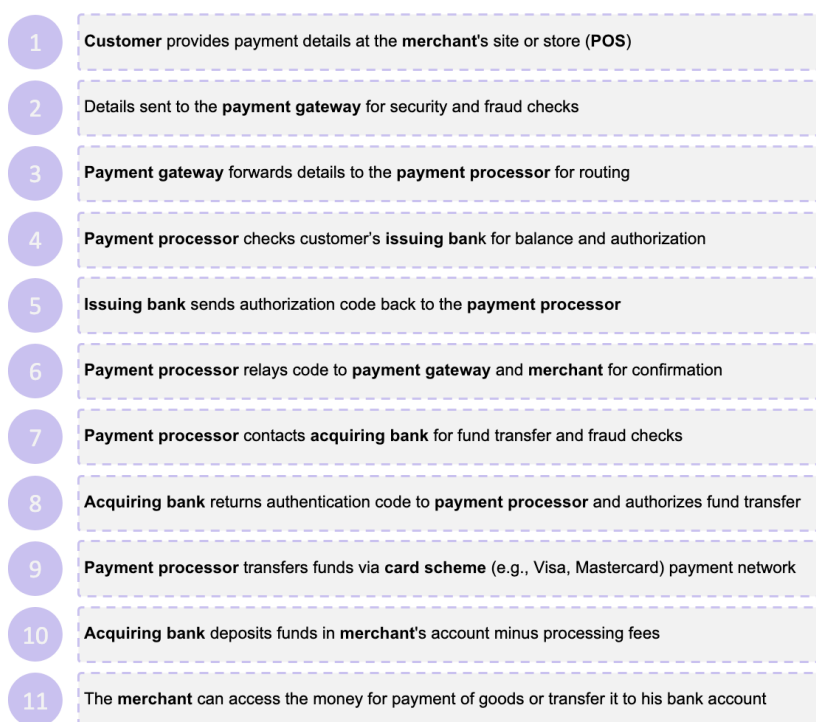 1
Customer provides payment details at the merchant's site or store (POS)
2
Details sent to the payment gateway for security and fraud checks
3
Payment gateway forwards details to the payment processor for routing
4
Payment processor checks customer’s issuing bank for balance and authorization
5
Issuing bank sends authorization code back to the payment processor
6
Payment processor relays code to payment gateway and merchant for confirmation
7
Payment processor contacts acquiring bank for fund transfer and fraud checks
8
Acquiring bank returns authentication code to payment processor and authorizes fund transfer
9
Payment processor transfers funds via card scheme (e.g., Visa, Mastercard) payment network
10
Acquiring bank deposits funds in merchant's account minus processing fees
11
The merchant can access the money for payment of goods or transfer it to his bank account